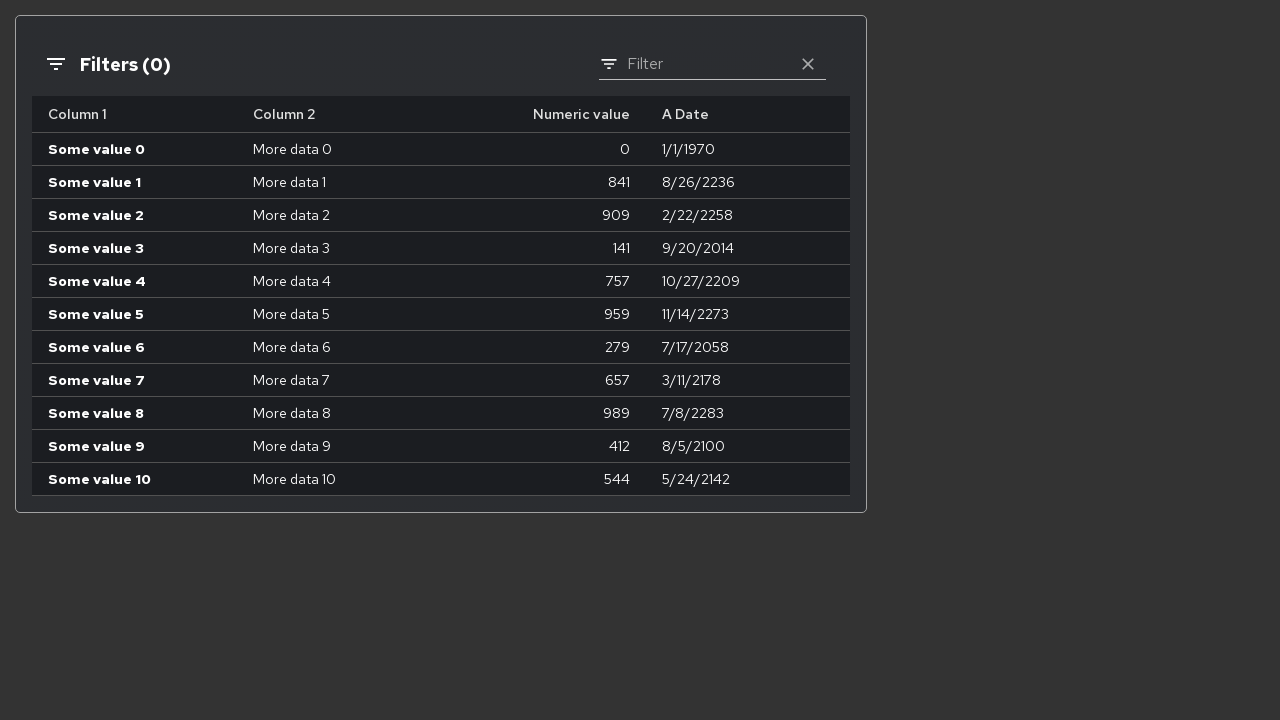 Filters (0) Filter
Column 1 Column 2 Numeric value A Date
Some value 0 More data 0 0 1/1/1970
Some value 1 More data 1 841 8/26/2236
Some value 2 More data 2 909 2/22/2258
Some value 3 More data 3 141 9/20/2014
Some value 4 More data 4 757 10/27/2209
Some value 5 More data 5 959 11/14/2273
Some value 6 More data 6 279 7/17/2058
Some value 7 More data 7 657 3/11/2178
Some value 8 More data 8 989 7/8/2283
Some value 9 More data 9 412 8/5/2100
Some value 10 More data 10 544 5/24/2142